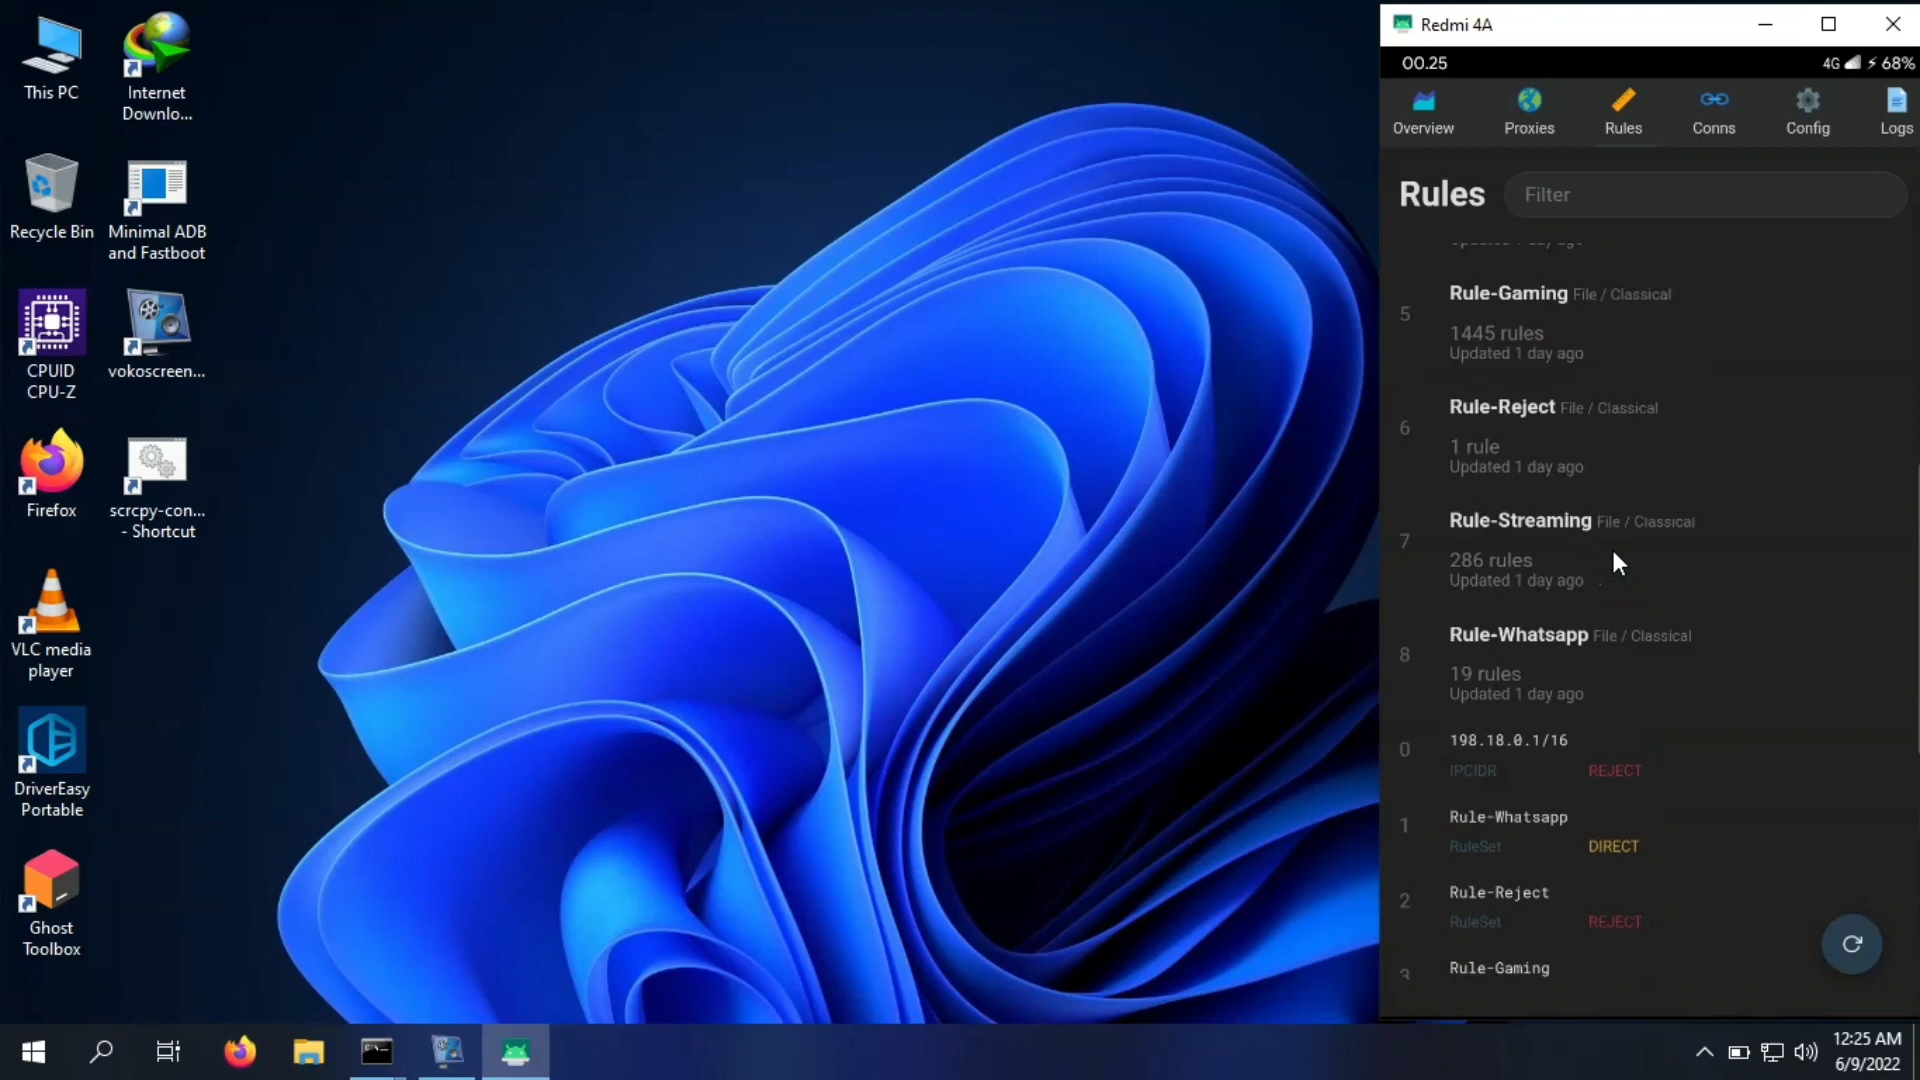 This PC
Internet
Downlo...
Recycle Bin
Minimal ADB
and Fastboot
CPUID
CPU-Z
vokoscreen...
Firefox
scrcpy-con...
- Shortcut
VLC media
player
DriverEasy
Portable
Ghost
Toolbox
Redmi 4A
00.25
4G 68%
Overview
Proxies
Rules
Conns
Config
Logs
Rules
Filter
Updated 1 day ago
5
Rule-Gaming File / Classical
1445 rules
Updated 1 day ago
6
Rule-Reject File / Classical
1 rule
Updated 1 day ago
7
Rule-Streaming File / Classical
286 rules
Updated 1 day ago
8
Rule-Whatsapp File / Classical
19 rules
Updated 1 day ago
0
198.18.0.1/16
IPCIDR REJECT
1
Rule-Whatsapp
RuleSet DIRECT
2
Rule-Reject
RuleSet REJECT
3
Rule-Gaming
12:25 AM
6/9/2022